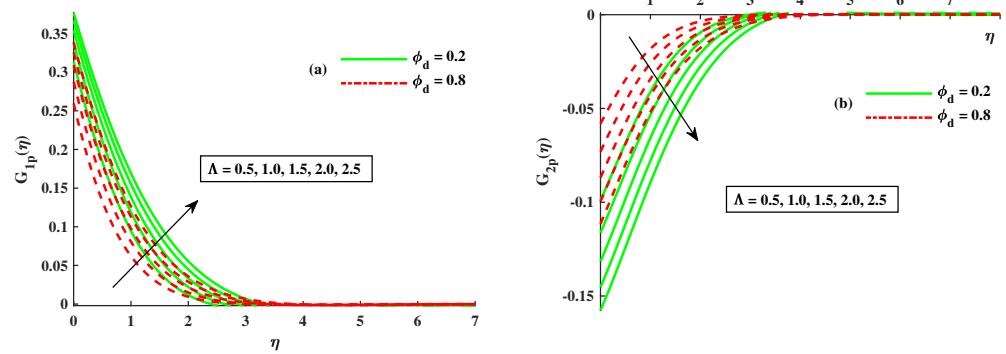 0.35
0.3
0.25
0.2
0.15
0.1
0.05
0
0 1 2 3 4 5 6 7
η
G1p(η)
(a)
ϕd = 0.2
ϕd = 0.8
Λ = 0.5, 1.0, 1.5, 2.0, 2.5
1 2 3 4 5 6 7
η
0
-0.05
-0.1
-0.15
G2p(η)
(b)
ϕd = 0.2
ϕd = 0.8
Λ = 0.5, 1.0, 1.5, 2.0, 2.5